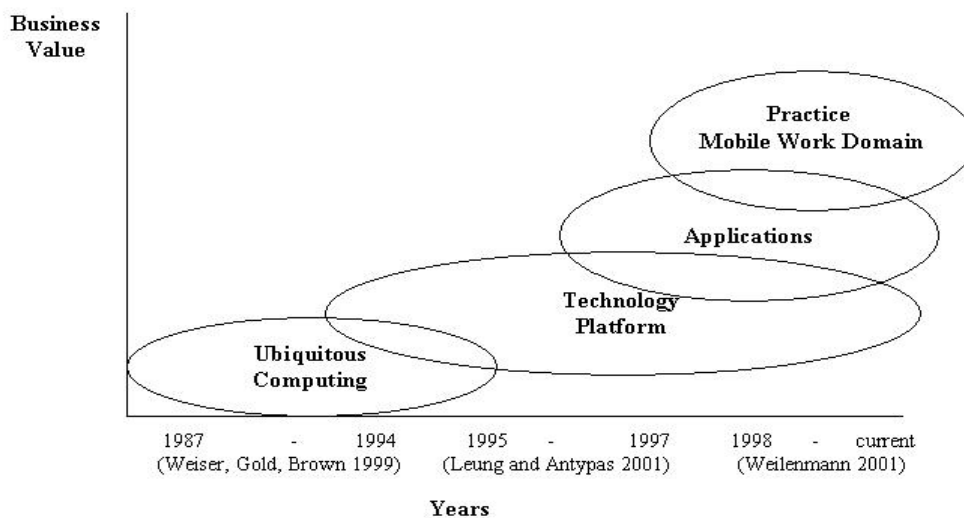 Business
Value
Practice
Mobile Work Domain
Applications
Technology
Platform
Ubiquitous
Computing
1987 - 1994 1995 - 1997 1998 - current
(Weiser, Gold, Brown 1999) (Leung and Antypas 2001) (Weilenmann 2001)
Years